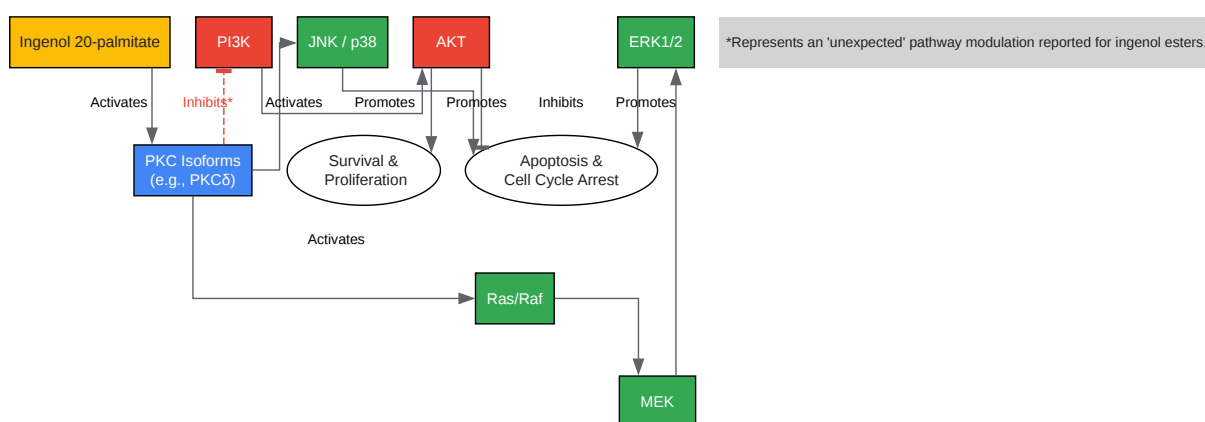 Ingenol 20-palmitate
PI3K
JNK / p38
AKT
ERK1/2
*Represents an 'unexpected' pathway modulation reported for ingenol esters.
Activates
Inhibits*
Activates
Promotes
Promotes
Inhibits
Promotes
PKC Isoforms
(e.g., PKCδ)
Survival &
Proliferation
Apoptosis &
Cell Cycle Arrest
Activates
Ras/Raf
MEK